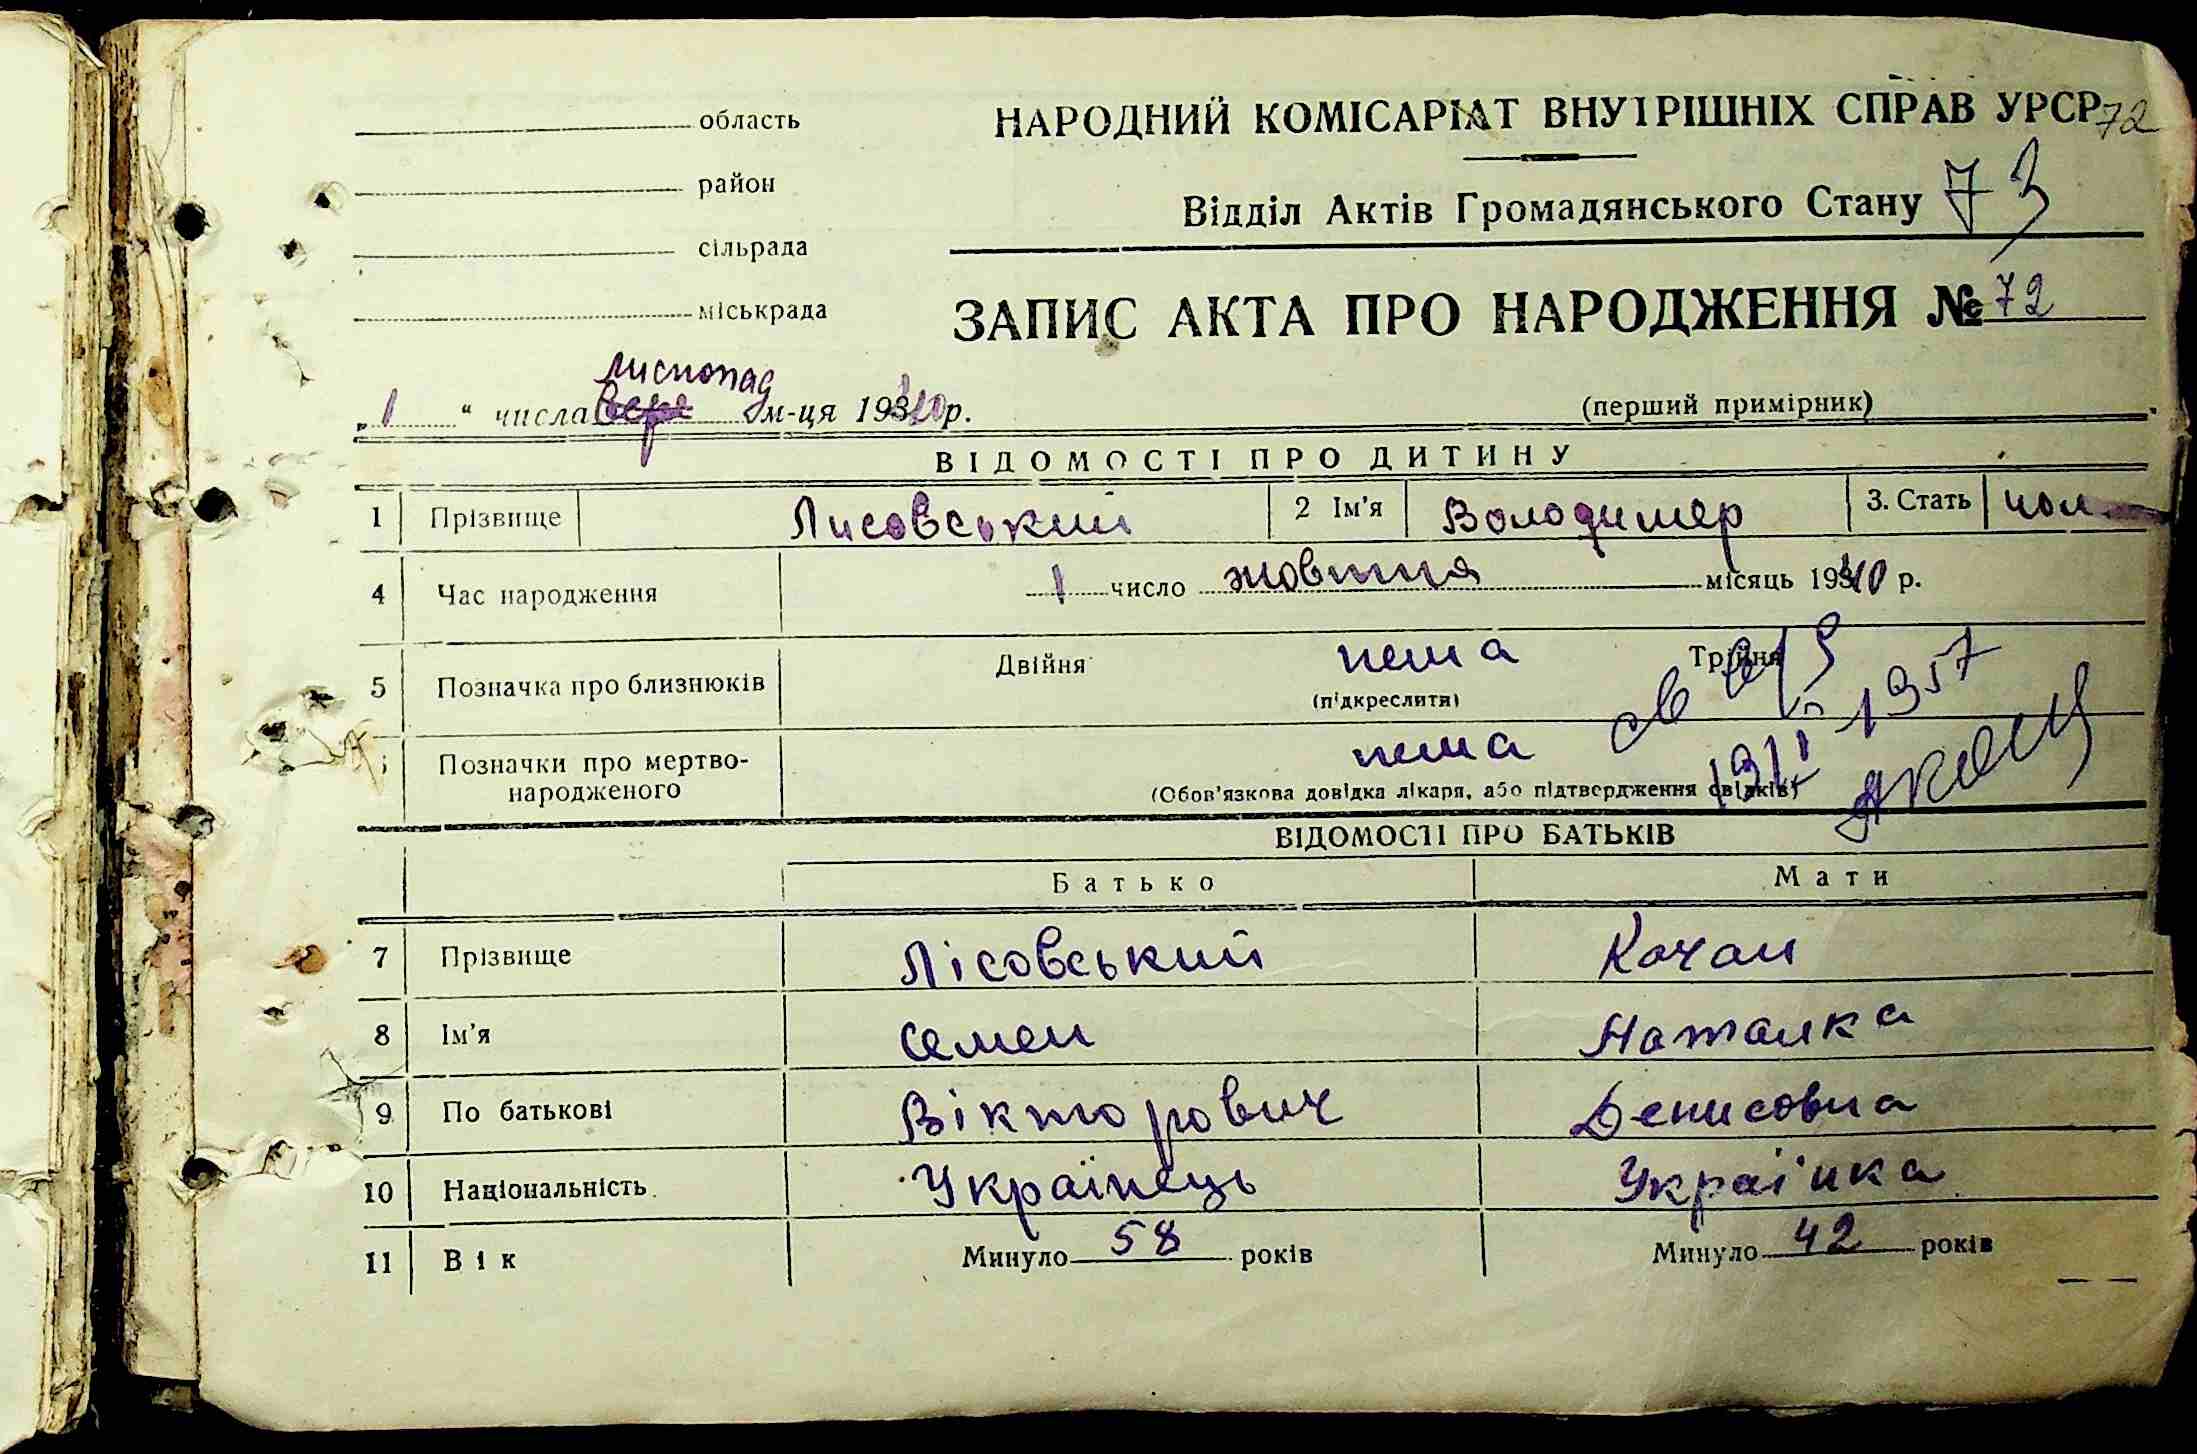 область
НАРОДНИЙ КОМІСАРІАТ ВНУТРІШНІХ СПРАВ УРСР 72
район
Відділ Актів Громадянського Стану 73
сільрада
міськрада
ЗАПИС АКТА ПРО НАРОДЖЕННЯ № 72
листопад
„1“ числа м-ця 1940 р.
(перший примірник)
ВІДОМОСТІ ПРО ДИТИНУ
1 Прізвище Лисовський 2 Ім'я Володимер 3. Стать чол
4 Час народження 1 число жовтня місяць 1940 р.
5 Позначка про близнюків Двійня нема Трійня
(підкреслити)
1957
Позначки про мертво-
народженого нема
(Обов'язкова довідка лікаря, або підтвердження свідків)
ВІДОМОСТІ ПРО БАТЬКІВ
Батько Мати
7 Прізвище Лісовський Качан
8 Ім'я Семен Наталка
9 По батькові Вікторович Денисовна
10 Національність Українець Українка
11 Вік Минуло 58 років Минуло 42 років